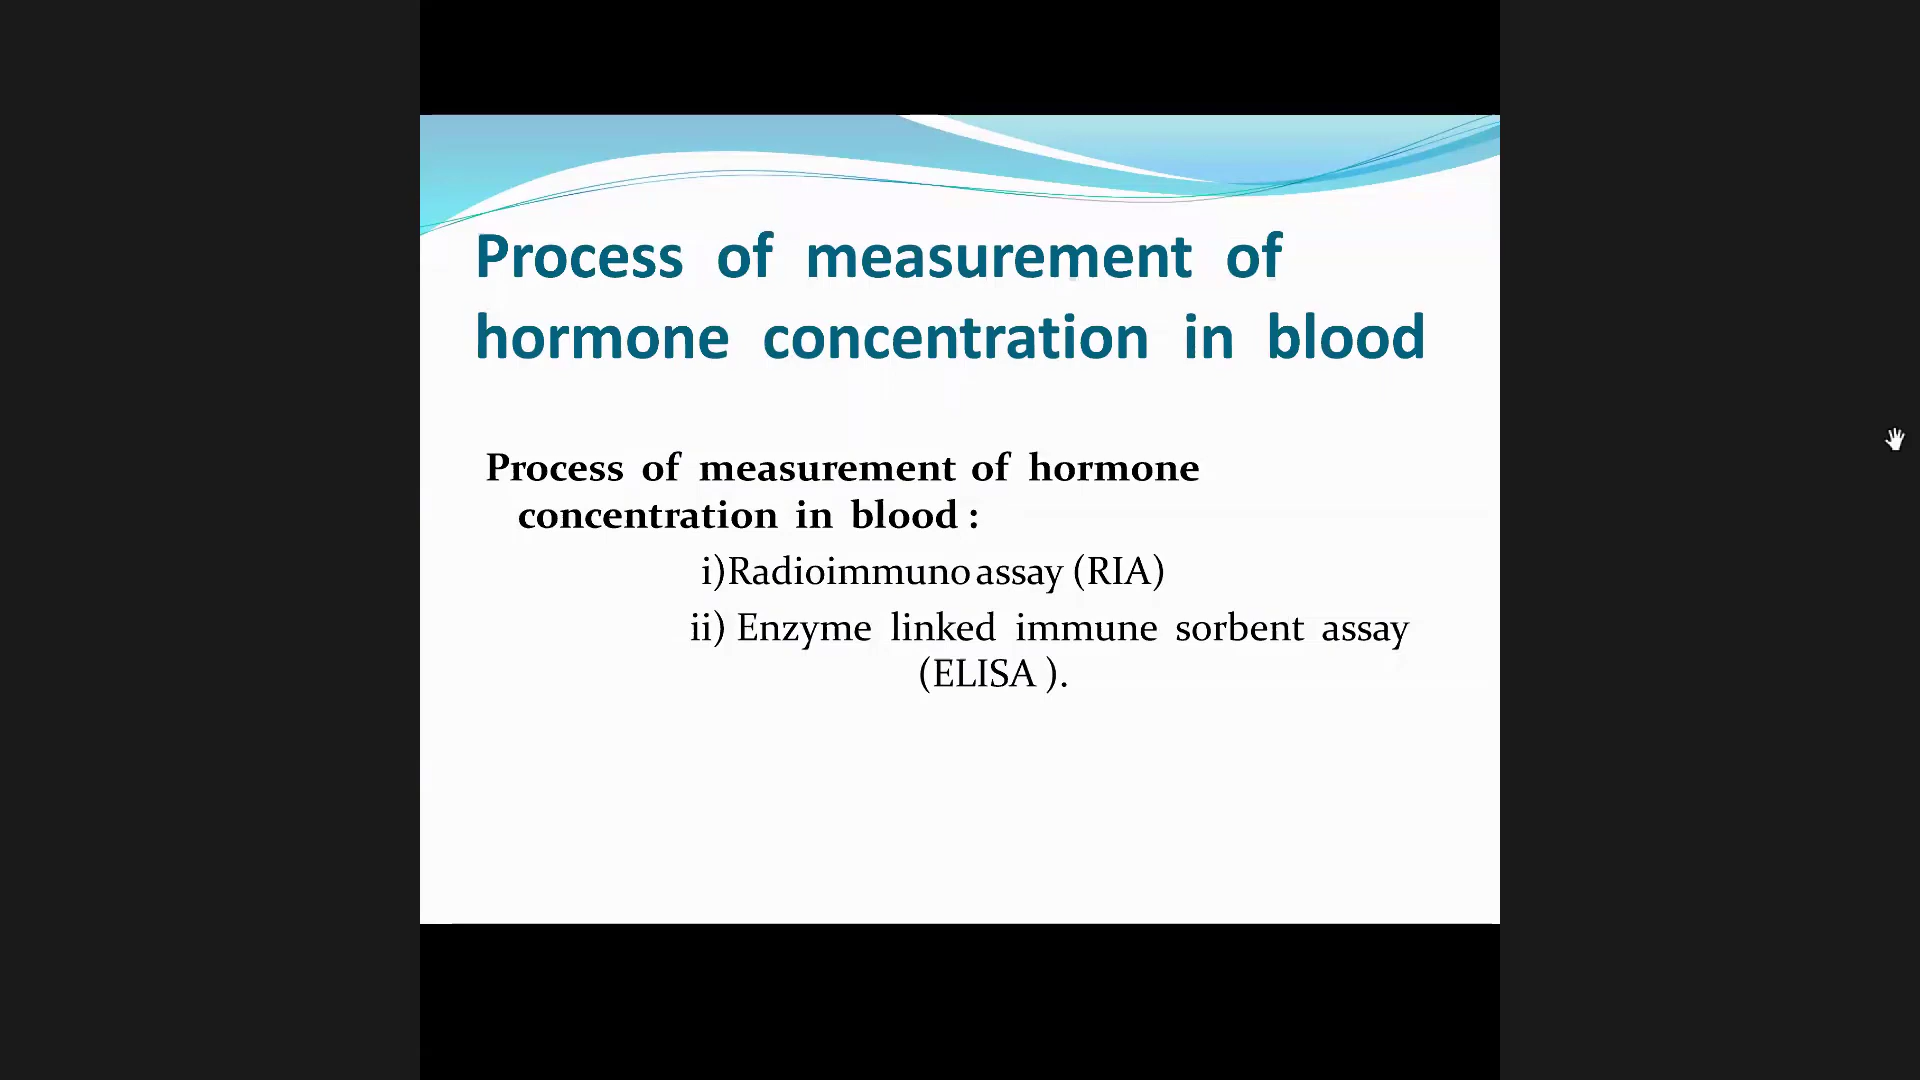 Process of measurement of
hormone concentration in blood
Process of measurement of hormone
concentration in blood :
i)Radioimmuno assay (RIA)
ii) Enzyme linked immune sorbent assay
(ELISA ).